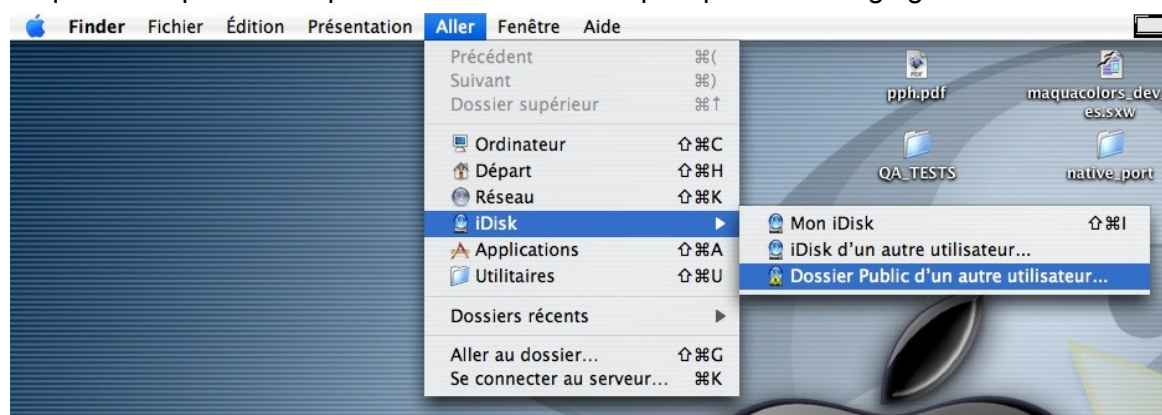 Finder Fichier Édition Présentation Aller Fenêtre Aide
Précédent ⌘(
Suivant ⌘)
Dossier supérieur ⌘↑
Ordinateur ⇧⌘C
Départ ⇧⌘H
Réseau ⇧⌘K
iDisk
Applications ⇧⌘A
Utilitaires ⇧⌘U
Dossiers récents
Aller au dossier... ⇧⌘G
Se connecter au serveur... ⌘K
Mon iDisk ⇧⌘I
iDisk d'un autre utilisateur...
Dossier Public d'un autre utilisateur...
pph.pdf
maquacolors_dev_
es.sxw
QA_TESTS
native_port